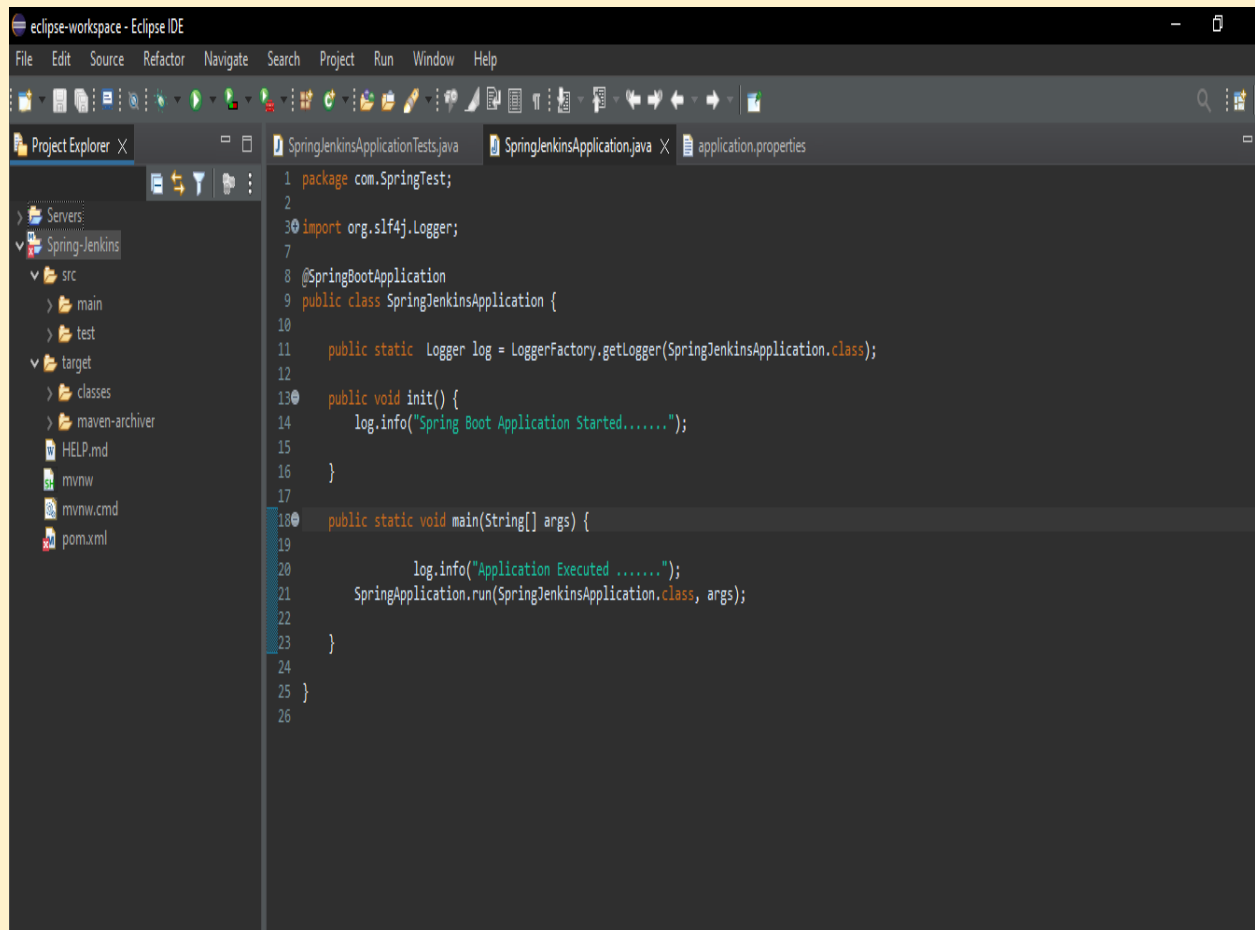 eclipse-workspace - Eclipse IDE
File Edit Source Refactor Navigate Search Project Run Window Help
Project Explorer
Servers
Spring-Jenkins
src
main
test
target
classes
maven-archiver
HELP.md
mvnw
mvnw.cmd
pom.xml
SpringJenkinsApplicationTests.java SpringJenkinsApplication.java application.properties
1 package com.SpringTest;
2
3 import org.slf4j.Logger;
7
8 @SpringBootApplication
9 public class SpringJenkinsApplication {
10
11 public static  Logger log = LoggerFactory.getLogger(SpringJenkinsApplication.class);
12
13 public void init() {
14 log.info("Spring Boot Application Started.......");
15
16 }
17
18 public static void main(String[] args) {
19
20 log.info("Application Executed .......");
21 SpringApplication.run(SpringJenkinsApplication.class, args);
22
23 }
24
25 }
26